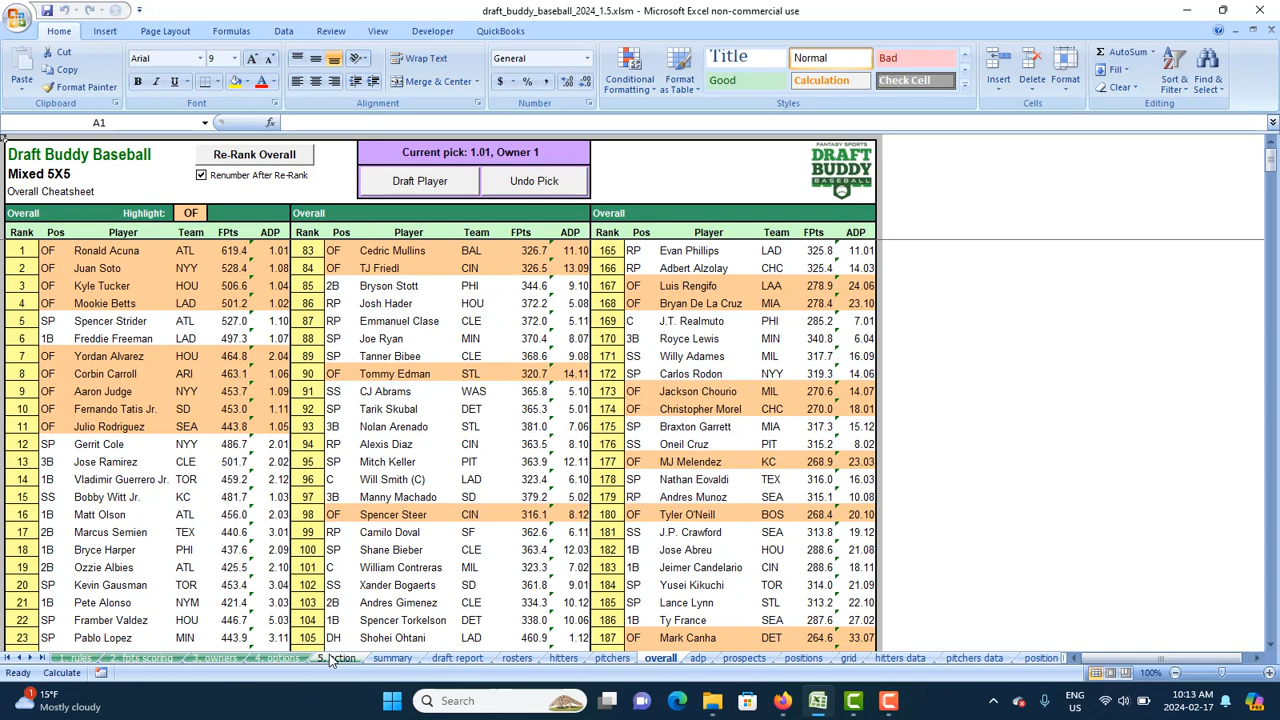 draft_buddy_baseball_2024_1.5.xlsm - Microsoft Excel non-commercial use
Home Insert Page Layout Formulas Data Review View Developer QuickBooks
Paste Cut Copy Format Painter Clipboard
Arial 9 Font
Wrap Text Merge & Center Alignment
General Number
Conditional Formatting Format as Table Title Normal Bad Good Calculation Check Cell Styles
Insert Delete Format Cells
AutoSum Fill Clear Sort & Filter Find & Select Editing
A1 fx
Draft Buddy Baseball
Mixed 5X5
Overall Cheatsheet
Re-Rank Overall
Renumber After Re-Rank
Current pick: 1.01, Owner 1
Draft Player Undo Pick
FANTASY SPORTS
DRAFT
BUDDY
BASEBALL
Overall Highlight: OF Overall Overall
Rank Pos Player Team FPts ADP Rank Pos Player Team FPts ADP Rank Pos Player Team FPts ADP
1 OF Ronald Acuna ATL 619.4 1.01 83 OF Cedric Mullins BAL 326.7 11.10 165 RP Evan Phillips LAD 325.8 11.01
2 OF Juan Soto NYY 528.4 1.08 84 OF TJ Friedl CIN 326.5 13.09 166 RP Adbert Alzolay CHC 325.4 14.03
3 OF Kyle Tucker HOU 506.6 1.04 85 2B Bryson Stott PHI 344.6 9.10 167 OF Luis Rengifo LAA 278.9 24.06
4 OF Mookie Betts LAD 501.2 1.02 86 RP Josh Hader HOU 372.2 5.08 168 OF Bryan De La Cruz MIA 278.4 23.10
5 SP Spencer Strider ATL 527.0 1.10 87 RP Emmanuel Clase CLE 372.0 5.11 169 C J.T. Realmuto PHI 285.2 7.01
6 1B Freddie Freeman LAD 497.3 1.07 88 SP Joe Ryan MIN 370.4 8.07 170 3B Royce Lewis MIN 340.8 6.04
7 OF Yordan Alvarez HOU 464.8 2.04 89 SP Tanner Bibee CLE 368.6 9.08 171 SS Willy Adames MIL 317.7 16.09
8 OF Corbin Carroll ARI 463.1 1.06 90 OF Tommy Edman STL 320.7 14.11 172 SP Carlos Rodon NYY 319.3 14.06
9 OF Aaron Judge NYY 453.7 1.09 91 SS CJ Abrams WAS 365.8 5.10 173 OF Jackson Chourio MIL 270.6 14.07
10 OF Fernando Tatis Jr. SD 453.0 1.11 92 SP Tarik Skubal DET 365.3 5.01 174 OF Christopher Morel CHC 270.0 18.01
11 OF Julio Rodriguez SEA 443.8 1.05 93 3B Nolan Arenado STL 381.0 7.06 175 SP Braxton Garrett MIA 317.3 15.12
12 SP Gerrit Cole NYY 486.7 2.01 94 RP Alexis Diaz CIN 363.5 8.10 176 SS Oneil Cruz PIT 315.2 8.02
13 3B Jose Ramirez CLE 501.7 2.02 95 SP Mitch Keller PIT 363.9 12.11 177 OF MJ Melendez KC 268.9 23.03
14 1B Vladimir Guerrero Jr. TOR 459.2 2.12 96 C Will Smith (C) LAD 323.4 6.10 178 SP Nathan Eovaldi TEX 316.0 16.03
15 SS Bobby Witt Jr. KC 481.7 1.03 97 3B Manny Machado SD 379.2 5.02 179 RP Andres Munoz SEA 315.1 10.08
16 1B Matt Olson ATL 456.0 2.03 98 OF Spencer Steer CIN 316.1 8.12 180 OF Tyler O'Neill BOS 268.4 20.10
17 2B Marcus Semien TEX 440.6 3.01 99 RP Camilo Doval SF 362.6 6.11 181 SS J.P. Crawford SEA 313.8 19.12
18 1B Bryce Harper PHI 437.6 2.09 100 SP Shane Bieber CLE 363.4 12.03 182 1B Jose Abreu HOU 288.6 21.08
19 2B Ozzie Albies ATL 425.5 2.10 101 C William Contreras MIL 323.3 7.02 183 1B Jeimer Candelario CIN 288.6 18.11
20 SP Kevin Gausman TOR 453.4 3.04 102 SS Xander Bogaerts SD 361.8 9.01 184 SP Yusei Kikuchi TOR 314.0 21.09
21 1B Pete Alonso NYM 421.4 3.03 103 2B Andres Gimenez CLE 334.3 10.12 185 SP Lance Lynn STL 313.2 22.10
22 SP Framber Valdez HOU 446.7 5.03 104 1B Spencer Torkelson DET 338.0 10.06 186 1B Ty France SEA 288.1 24.08
23 SP Pablo Lopez MIN 443.9 3.11 105 DH Shohei Ohtani LAD 460.9 1.12 187 OF Mark Canha DET 264.6 33.07
1. rules 2. fpts scoring 3. owners 4. options summary draft report rosters hitters pitchers overall adp prospects positions grid hitters data pitchers data position
Ready Calculate 100%
1 15°F
Mostly cloudy
Search
ENG
US
10:13 AM
2024-02-17